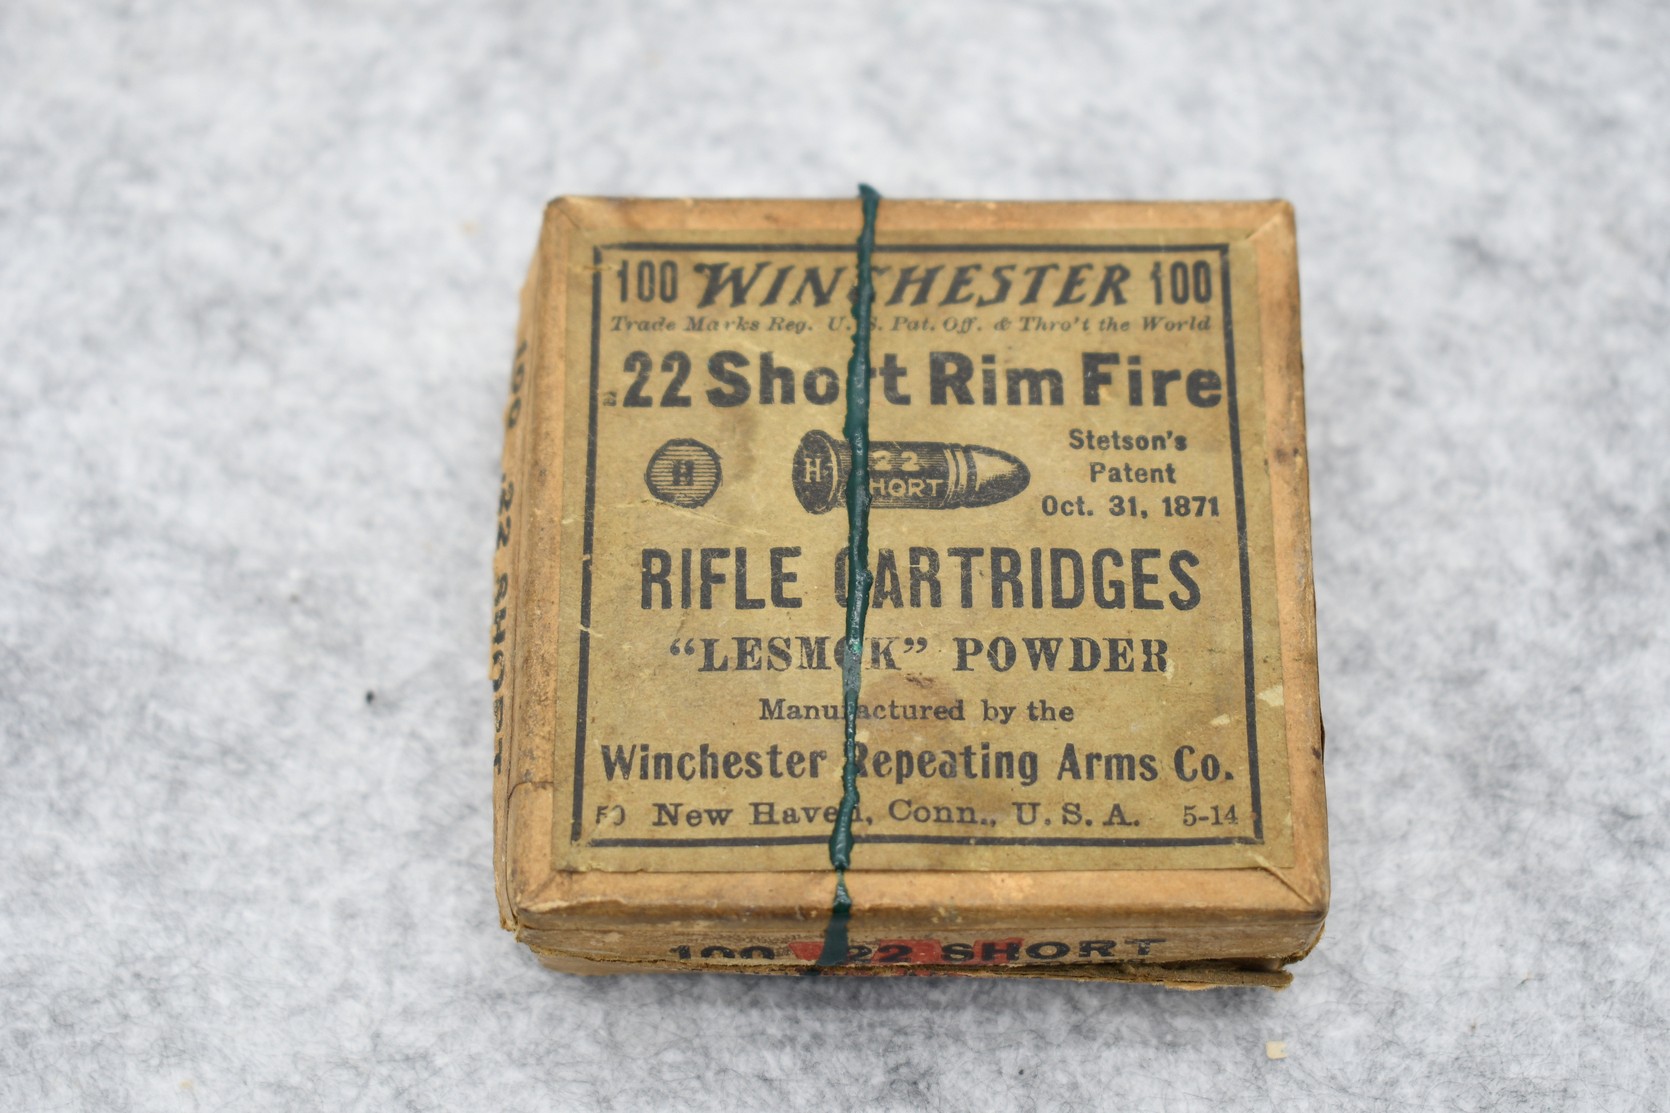 100 WINCHESTER 100
Trade Marks Reg. U. S. Pat. Off. & Thro't the World
.22 Short Rim Fire
H
H 22 SHORT
Stetson's
Patent
Oct. 31, 1871
RIFLE CARTRIDGES
"LESMOK" POWDER
Manufactured by the
Winchester Repeating Arms Co.
50 New Haven, Conn., U. S. A. 5-14
100 22 SHORT
100 .22 SHORT